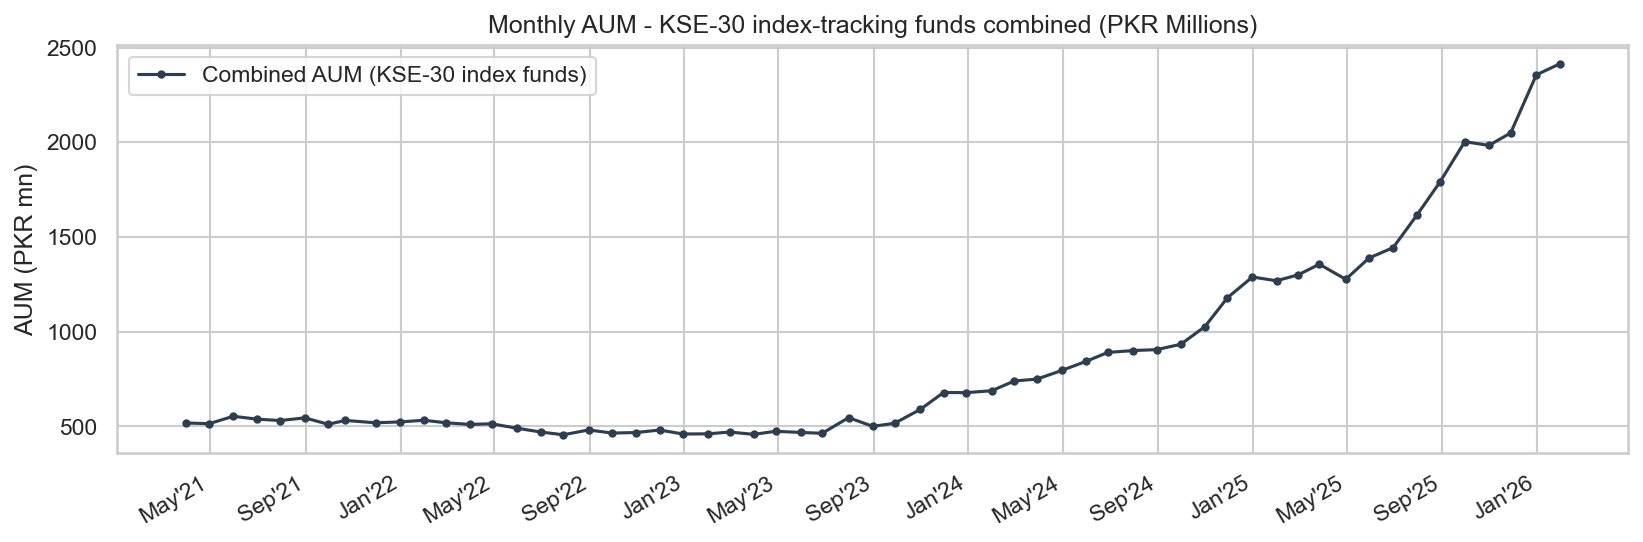 Monthly AUM - KSE-30 index-tracking funds combined (PKR Millions)
Combined AUM (KSE-30 index funds)
AUM (PKR mn)
2500
2000
1500
1000
500
May'21
Sep'21
Jan'22
May'22
Sep'22
Jan'23
May'23
Sep'23
Jan'24
May'24
Sep'24
Jan'25
May'25
Sep'25
Jan'26